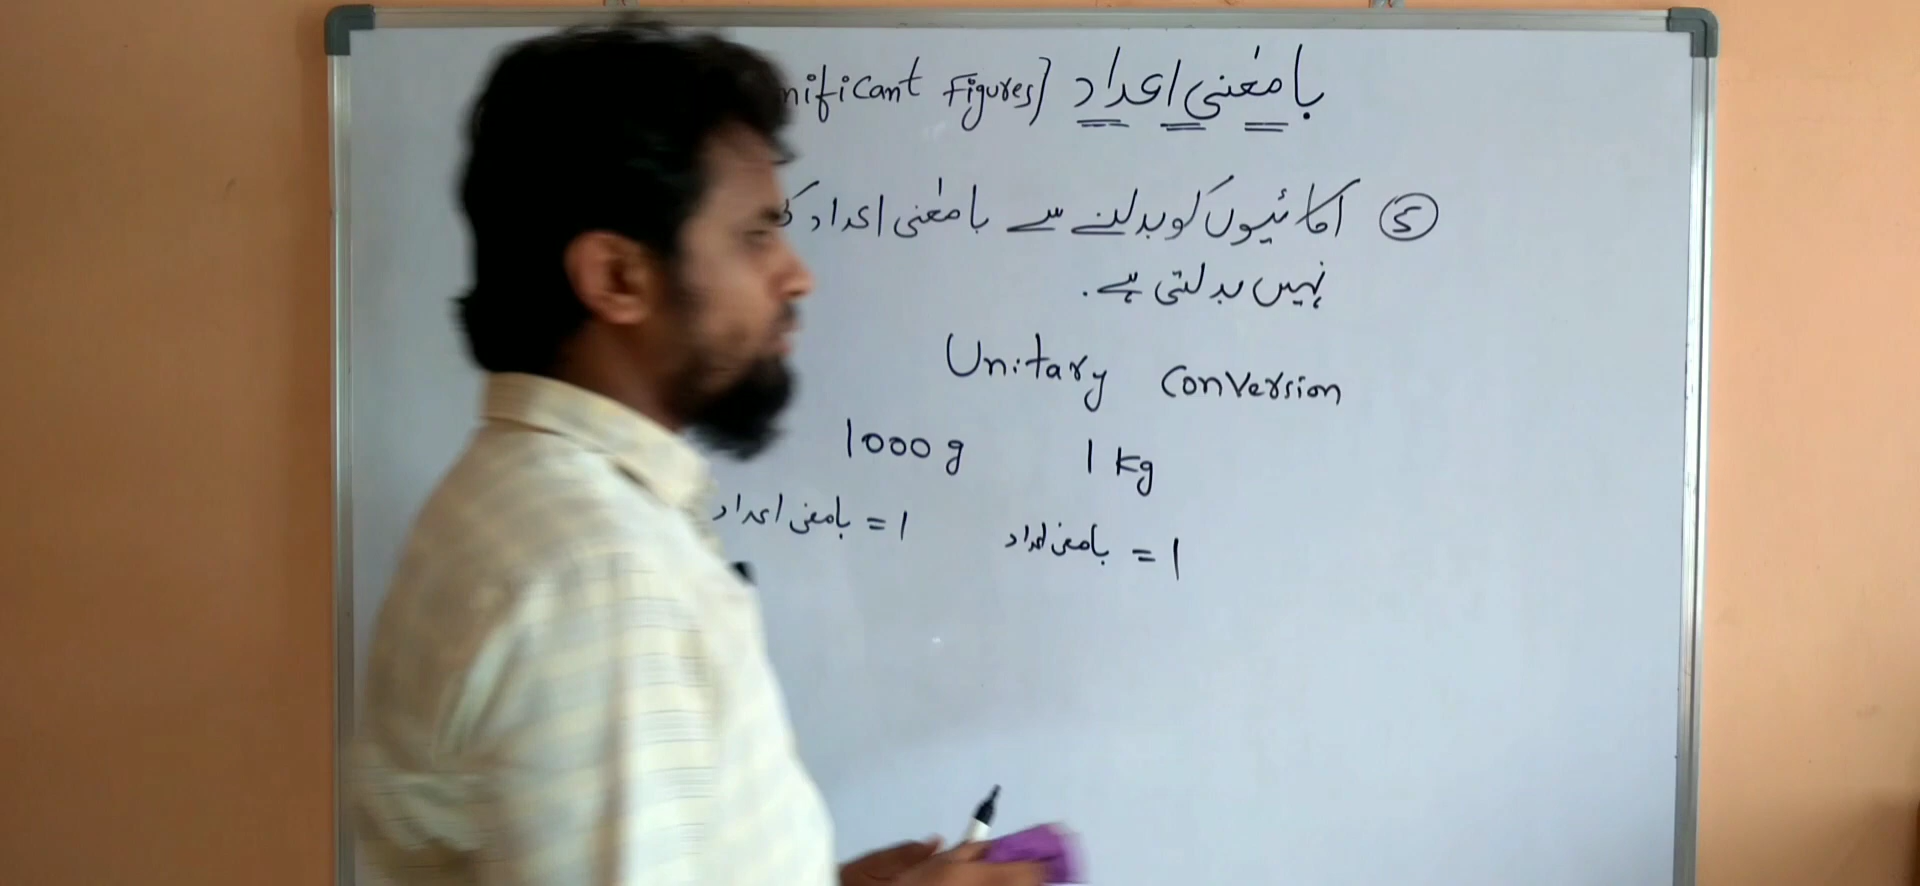 بامعنیٰ اعداد [nificant Figures]
⑤ اکائیوں کو بدلنے سے بامعنیٰ اعداد
نہیں بدلتی ہے۔
Unitary Conversion
1000 g 1 kg
بامعنی اعداد = 1 بامعنی اعداد = 1